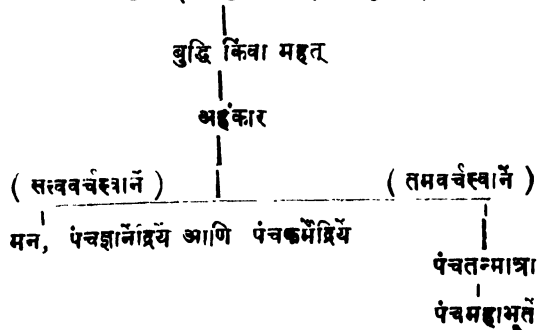 बुद्धि किंवा महत्
अहंकार
( सत्त्ववर्चस्वानें ) ( तमवर्चस्वानें )
मन, पंचज्ञानेंद्रियें आणि पंचकर्मेंद्रियें
पंचतन्मात्रा
पंचमहाभूतें